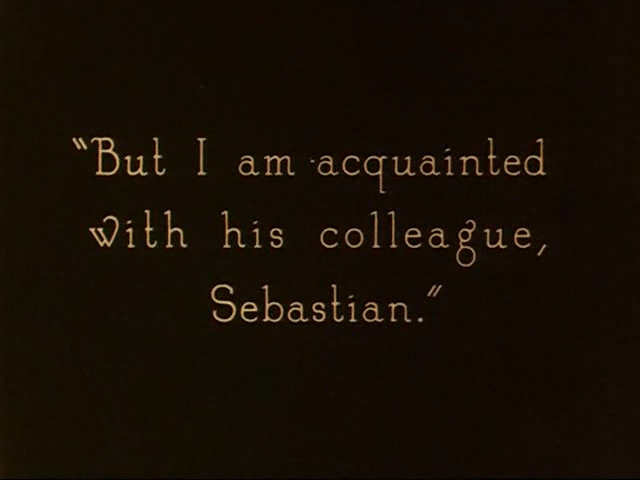 “But I am acquainted
with his colleague,
Sebastian.”